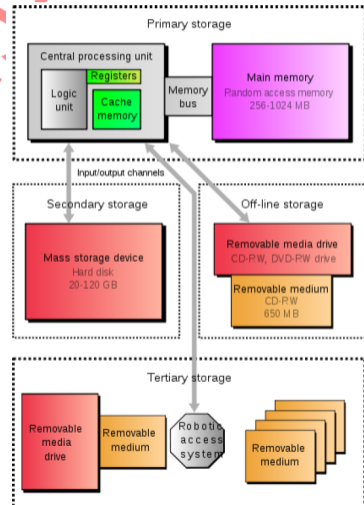 Primary storage
Central processing unit
Logic
unit
Registers
Cache
memory
Memory
bus
Main memory
Random access memory
256-1024 MB
Input/output channels
Secondary storage
Mass storage device
Hard disk
20-120 GB
Off-line storage
Removable media drive
CD-RW, DVD-RW drive
Removable medium
CD-RW
650 MB
Tertiary storage
Removable
media
drive
Removable
medium
Robotic
access
system
Removable
medium